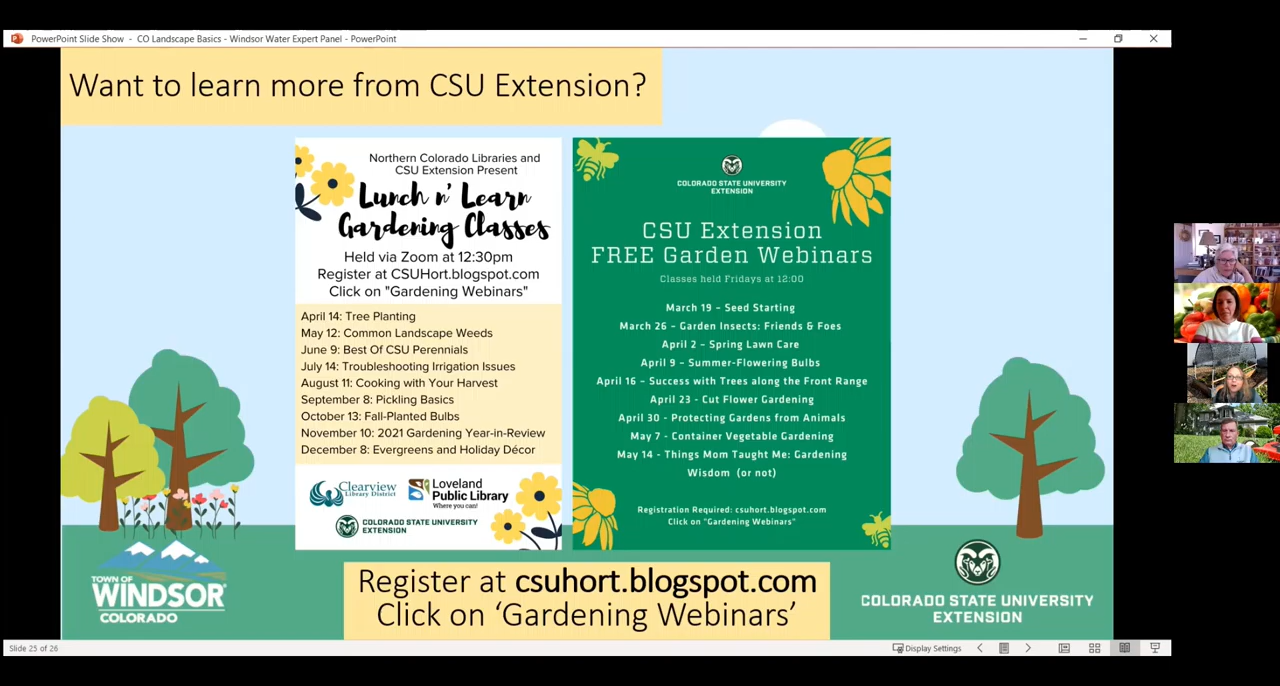 PowerPoint Slide Show - CO Landscape Basics - Windsor Water Expert Panel - PowerPoint
Want to learn more from CSU Extension?
Northern Colorado Libraries and
CSU Extension Present
Lunch n' Learn
Gardening Classes
Held via Zoom at 12:30pm
Register at CSUHort.blogspot.com
Click on "Gardening Webinars"
April 14: Tree Planting
May 12: Common Landscape Weeds
June 9: Best Of CSU Perennials
July 14: Troubleshooting Irrigation Issues
August 11: Cooking with Your Harvest
September 8: Pickling Basics
October 13: Fall-Planted Bulbs
November 10: 2021 Gardening Year-in-Review
December 8: Evergreens and Holiday Décor
Clearview
Library District
Loveland
Public Library
Where you can!
COLORADO STATE UNIVERSITY
EXTENSION
COLORADO STATE UNIVERSITY
EXTENSION
CSU Extension
FREE Garden Webinars
Classes held Fridays at 12:00
March 19 – Seed Starting
March 26 – Garden Insects: Friends & Foes
April 2 – Spring Lawn Care
April 9 – Summer-Flowering Bulbs
April 16 – Success with Trees along the Front Range
April 23 - Cut Flower Gardening
April 30 - Protecting Gardens from Animals
May 7 - Container Vegetable Gardening
May 14 - Things Mom Taught Me: Gardening
Wisdom (or not)
Registration Required: csuhort.blogspot.com
Click on "Gardening Webinars"
TOWN OF
WINDSOR
COLORADO
Register at csuhort.blogspot.com
Click on ‘Gardening Webinars’
COLORADO STATE UNIVERSITY
EXTENSION
Slide 25 of 26
Display Settings